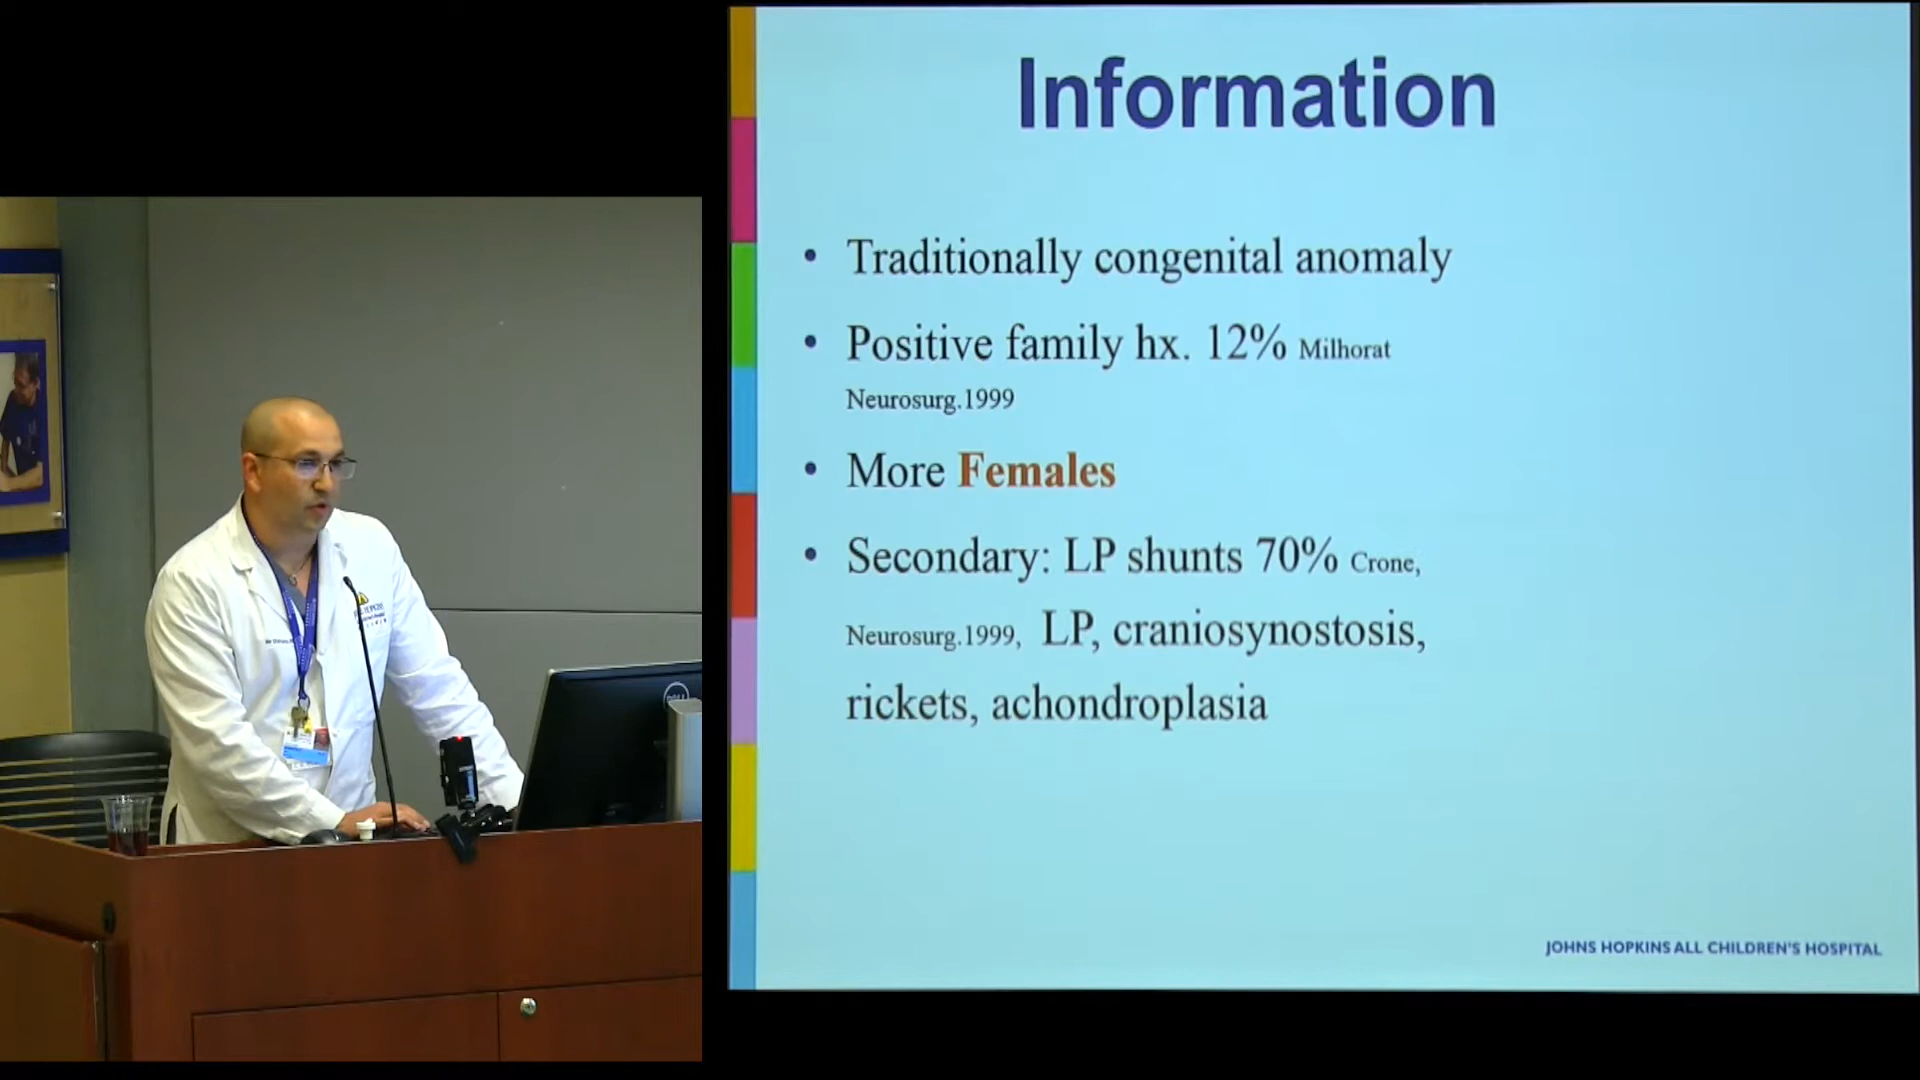 Information
• Traditionally congenital anomaly
• Positive family hx. 12% Milhorat
Neurosurg.1999
• More Females
• Secondary: LP shunts 70% Crone,
Neurosurg.1999, LP, craniosynostosis,
rickets, achondroplasia
JOHNS HOPKINS ALL CHILDREN'S HOSPITAL
DELL